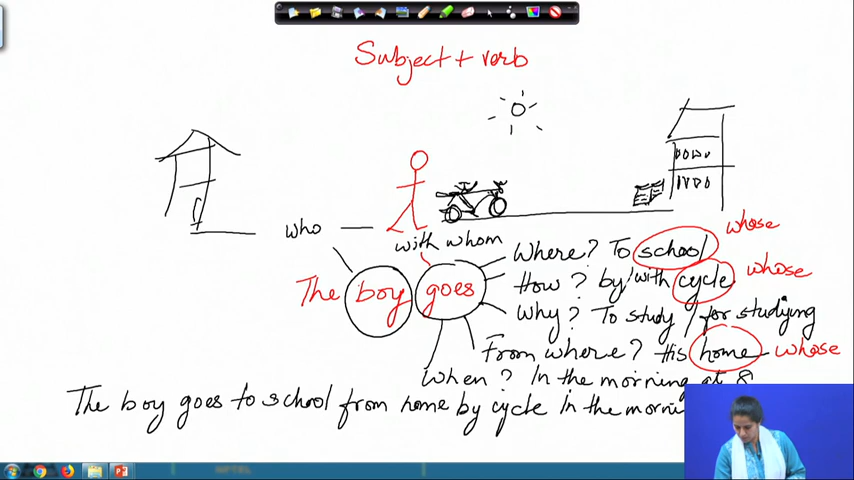 Subject + verb
who
with whom
whose
Where? To school
The boy goes
How? by/with cycle whose
Why? To study / for studying
From where? His home whose
When? In the morning at 8
The boy goes to school from home by cycle in the
NPTEL